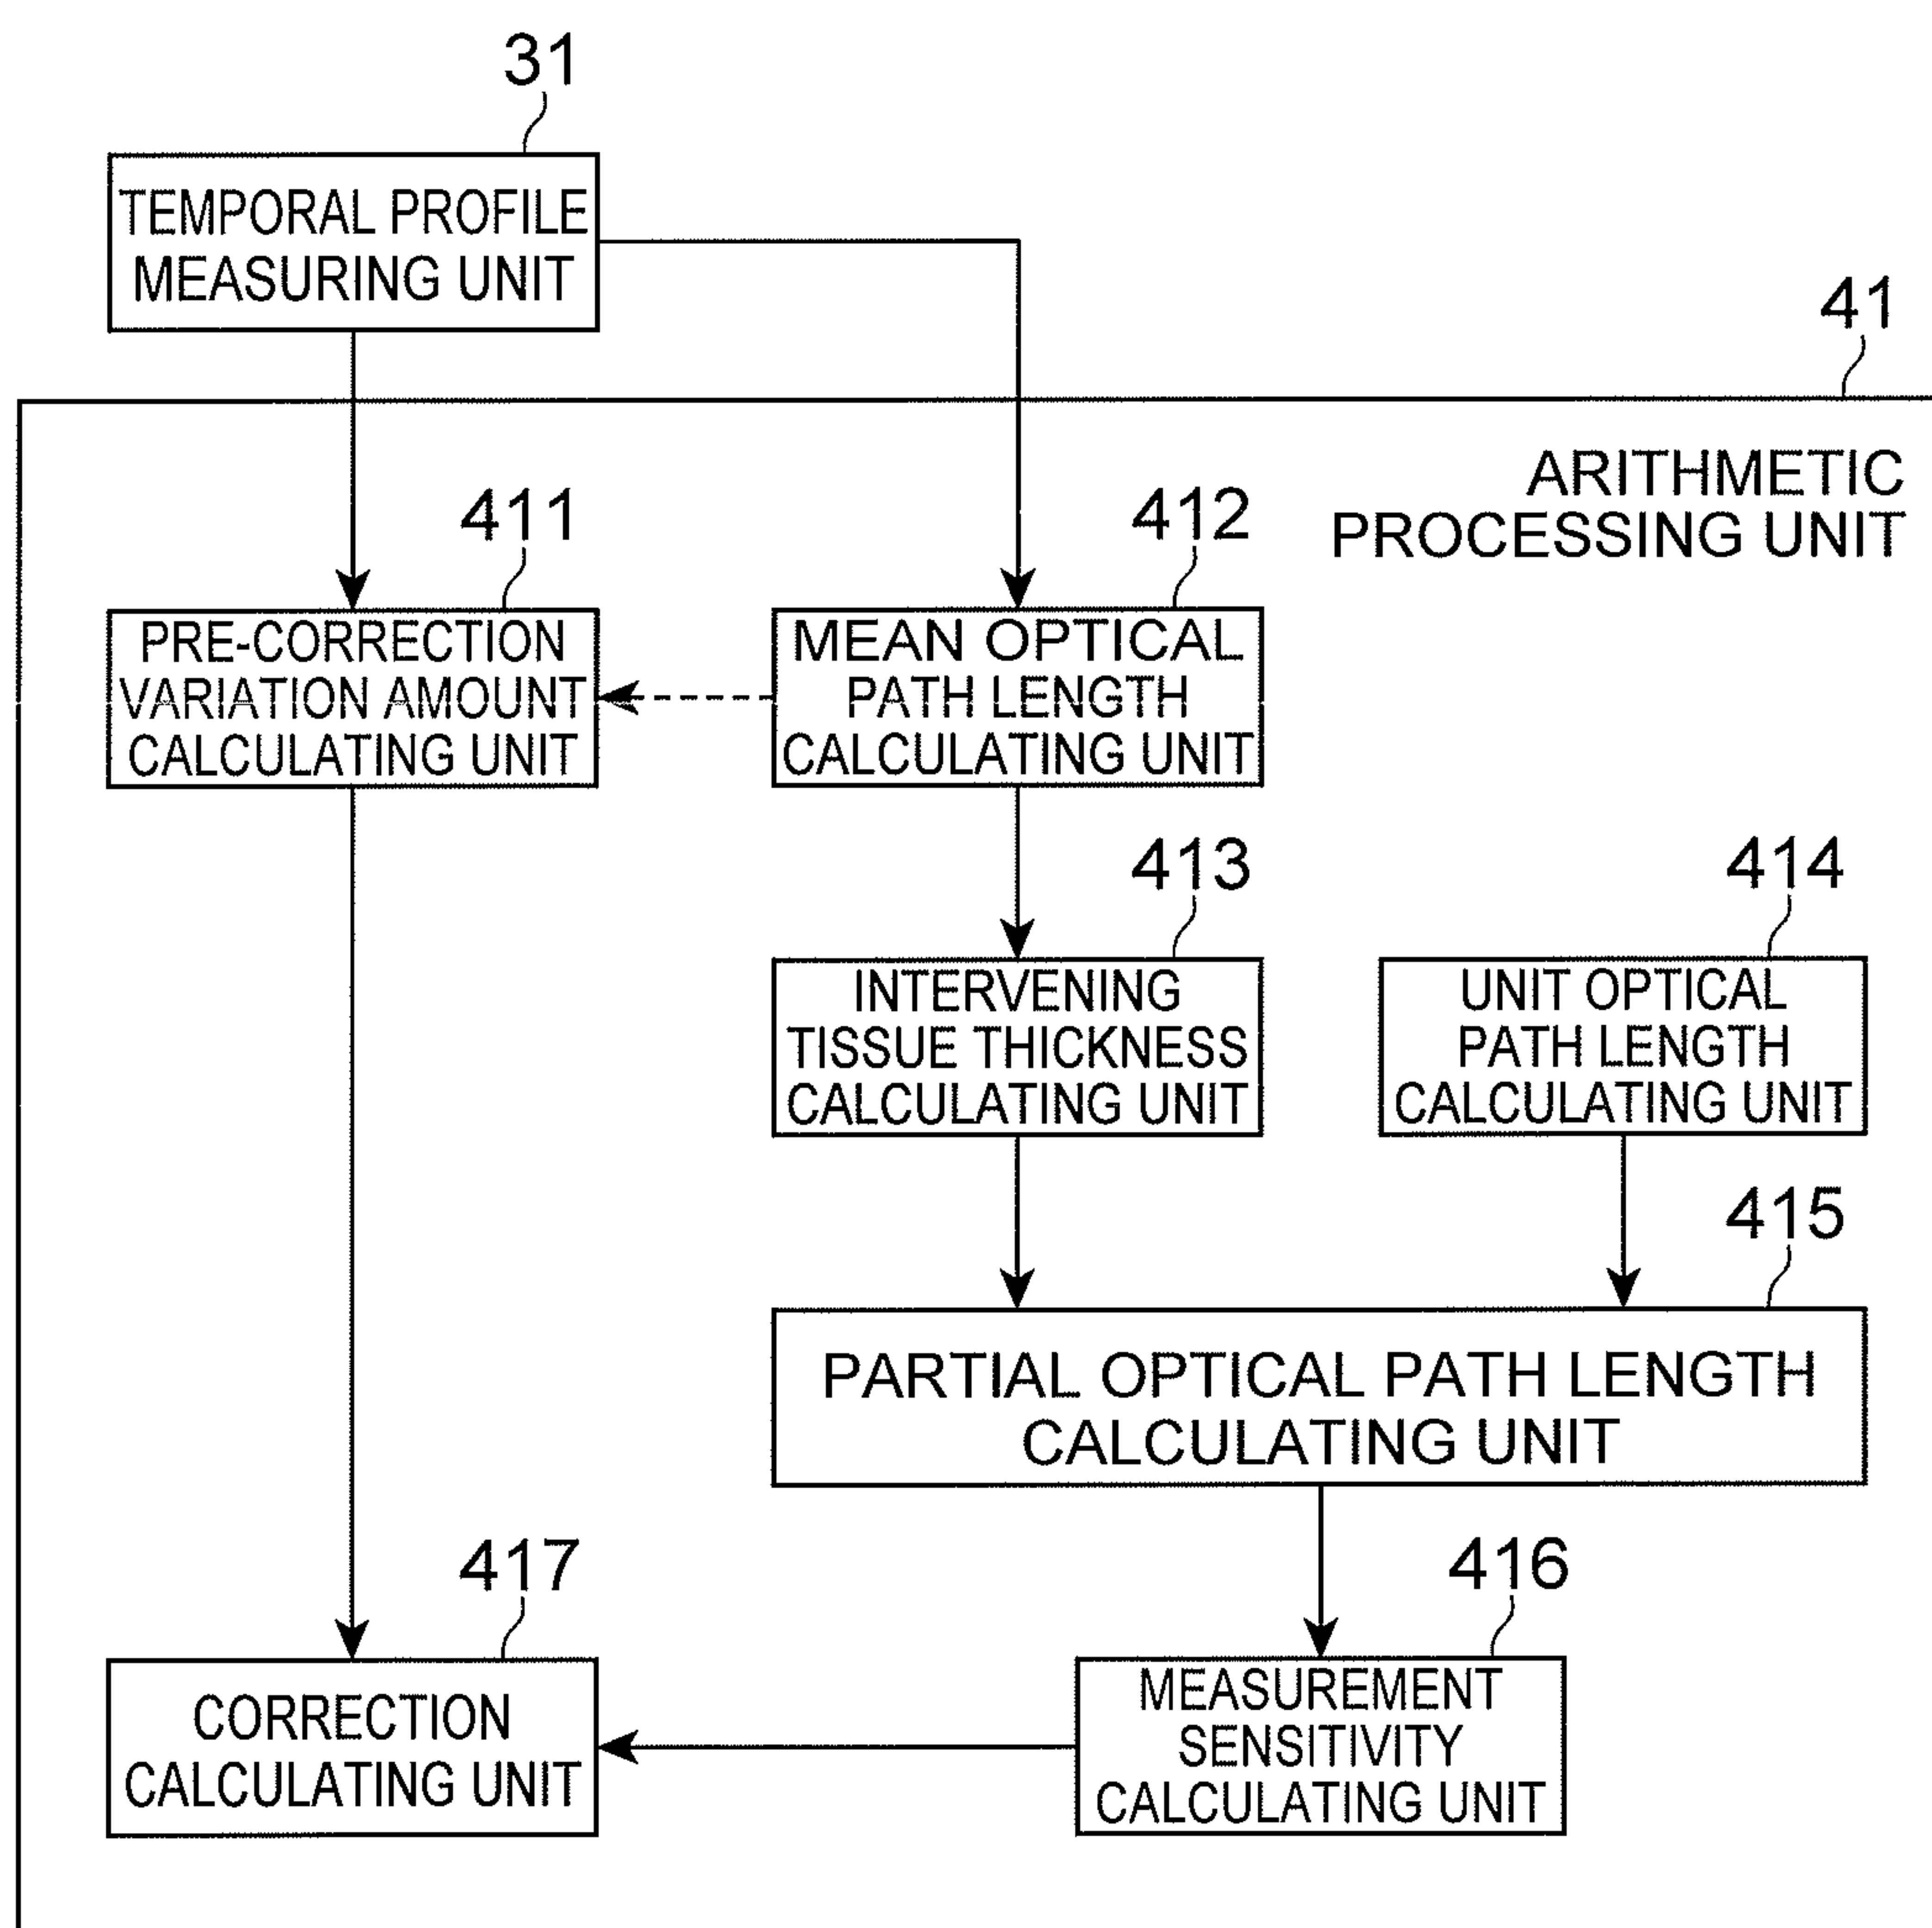 31
TEMPORAL PROFILE
MEASURING UNIT
41
ARITHMETIC
PROCESSING UNIT
411
PRE-CORRECTION
VARIATION AMOUNT
CALCULATING UNIT
412
MEAN OPTICAL
PATH LENGTH
CALCULATING UNIT
413
INTERVENING
TISSUE THICKNESS
CALCULATING UNIT
414
UNIT OPTICAL
PATH LENGTH
CALCULATING UNIT
415
PARTIAL OPTICAL PATH LENGTH
CALCULATING UNIT
417
CORRECTION
CALCULATING UNIT
416
MEASUREMENT
SENSITIVITY
CALCULATING UNIT